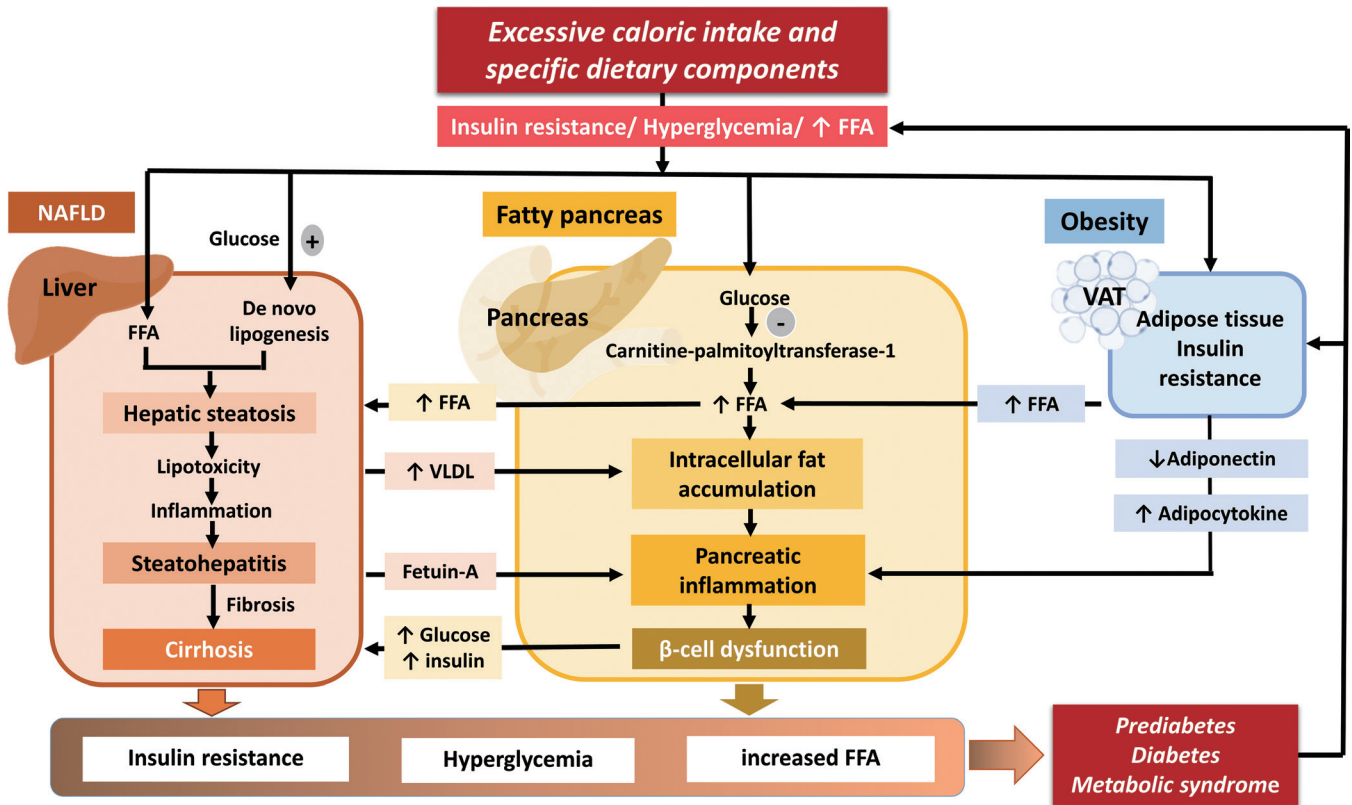 Excessive caloric intake and
specific dietary components
Insulin resistance/ Hyperglycemia/ ↑ FFA
NAFLD
Liver
Glucose
+
FFA
De novo
lipogenesis
Hepatic steatosis
Lipotoxicity
Inflammation
Steatohepatitis
Fibrosis
Cirrhosis
↑ FFA
↑ VLDL
Fetuin-A
↑ Glucose
↑ insulin
Fatty pancreas
Pancreas
Glucose
-
Carnitine-palmitoyltransferase-1
↑ FFA
Intracellular fat
accumulation
Pancreatic
inflammation
β-cell dysfunction
↑ FFA
Obesity
VAT
Adipose tissue
Insulin
resistance
↓Adiponectin
↑ Adipocytokine
Insulin resistance
Hyperglycemia
increased FFA
Prediabetes
Diabetes
Metabolic syndrome